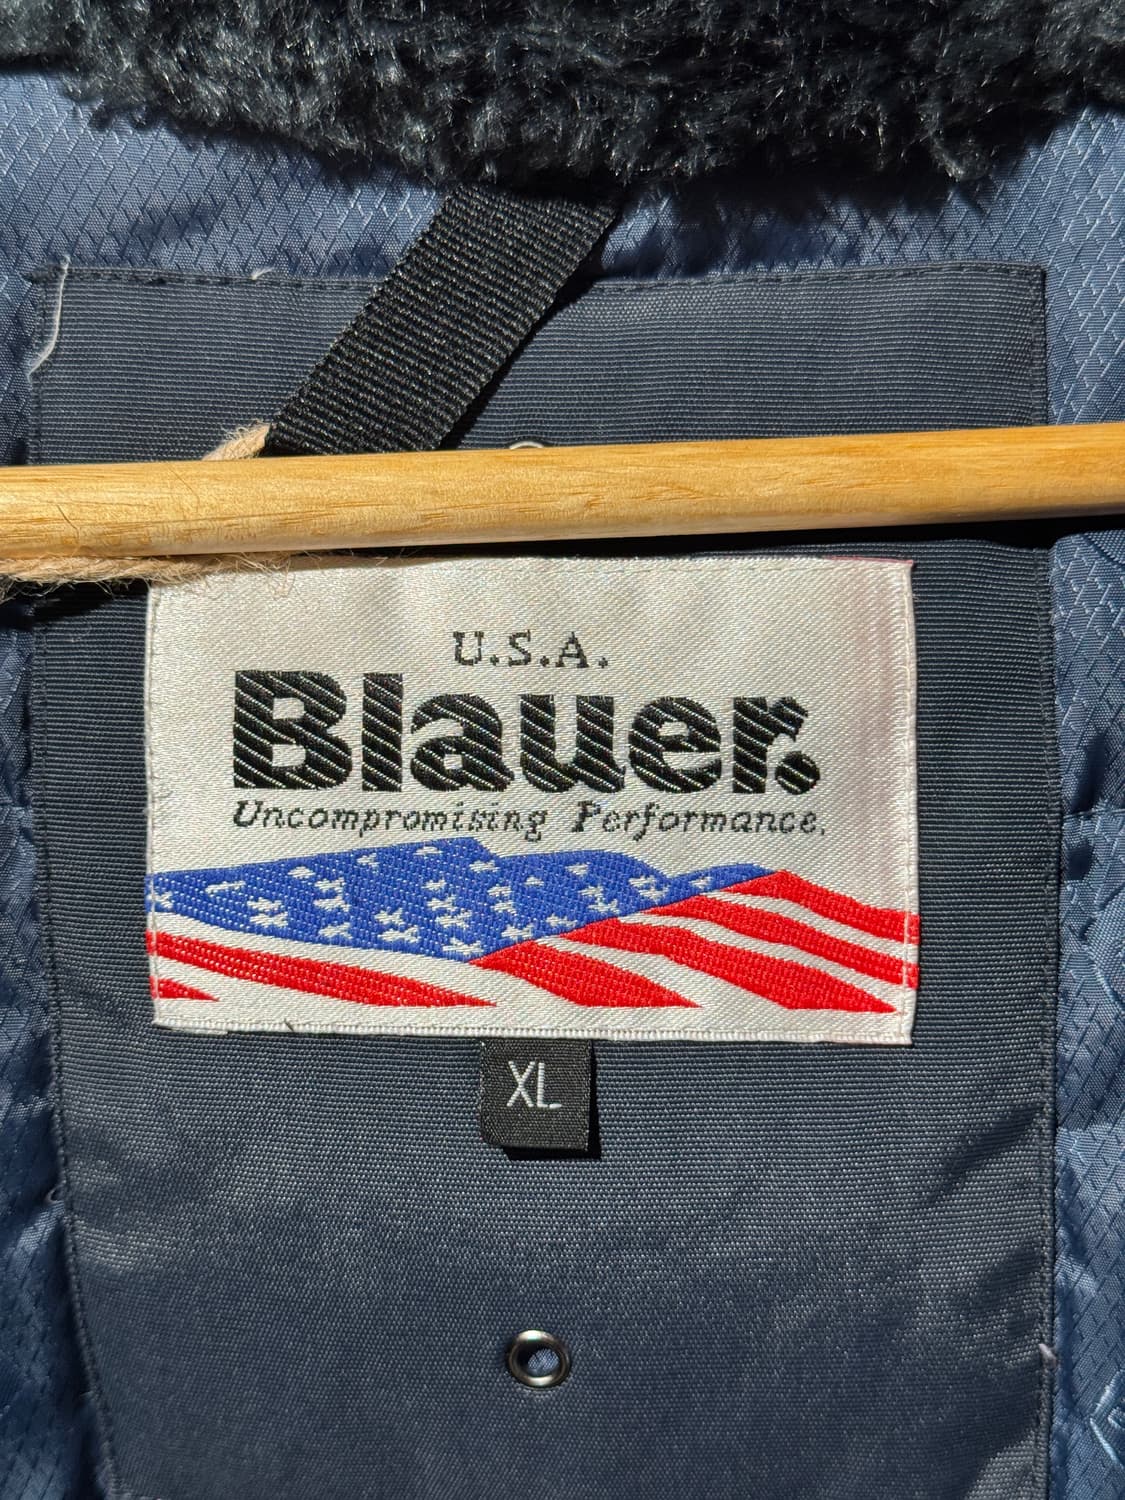 U.S.A.
Blauer.
Uncompromising Performance.
XL